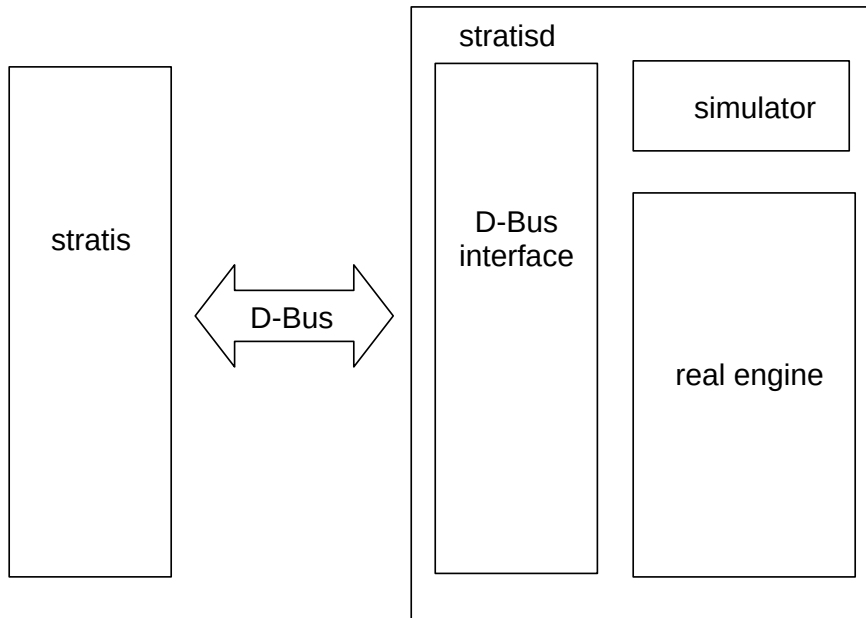 stratisd
simulator
stratis
D-Bus
interface
D-Bus
real engine